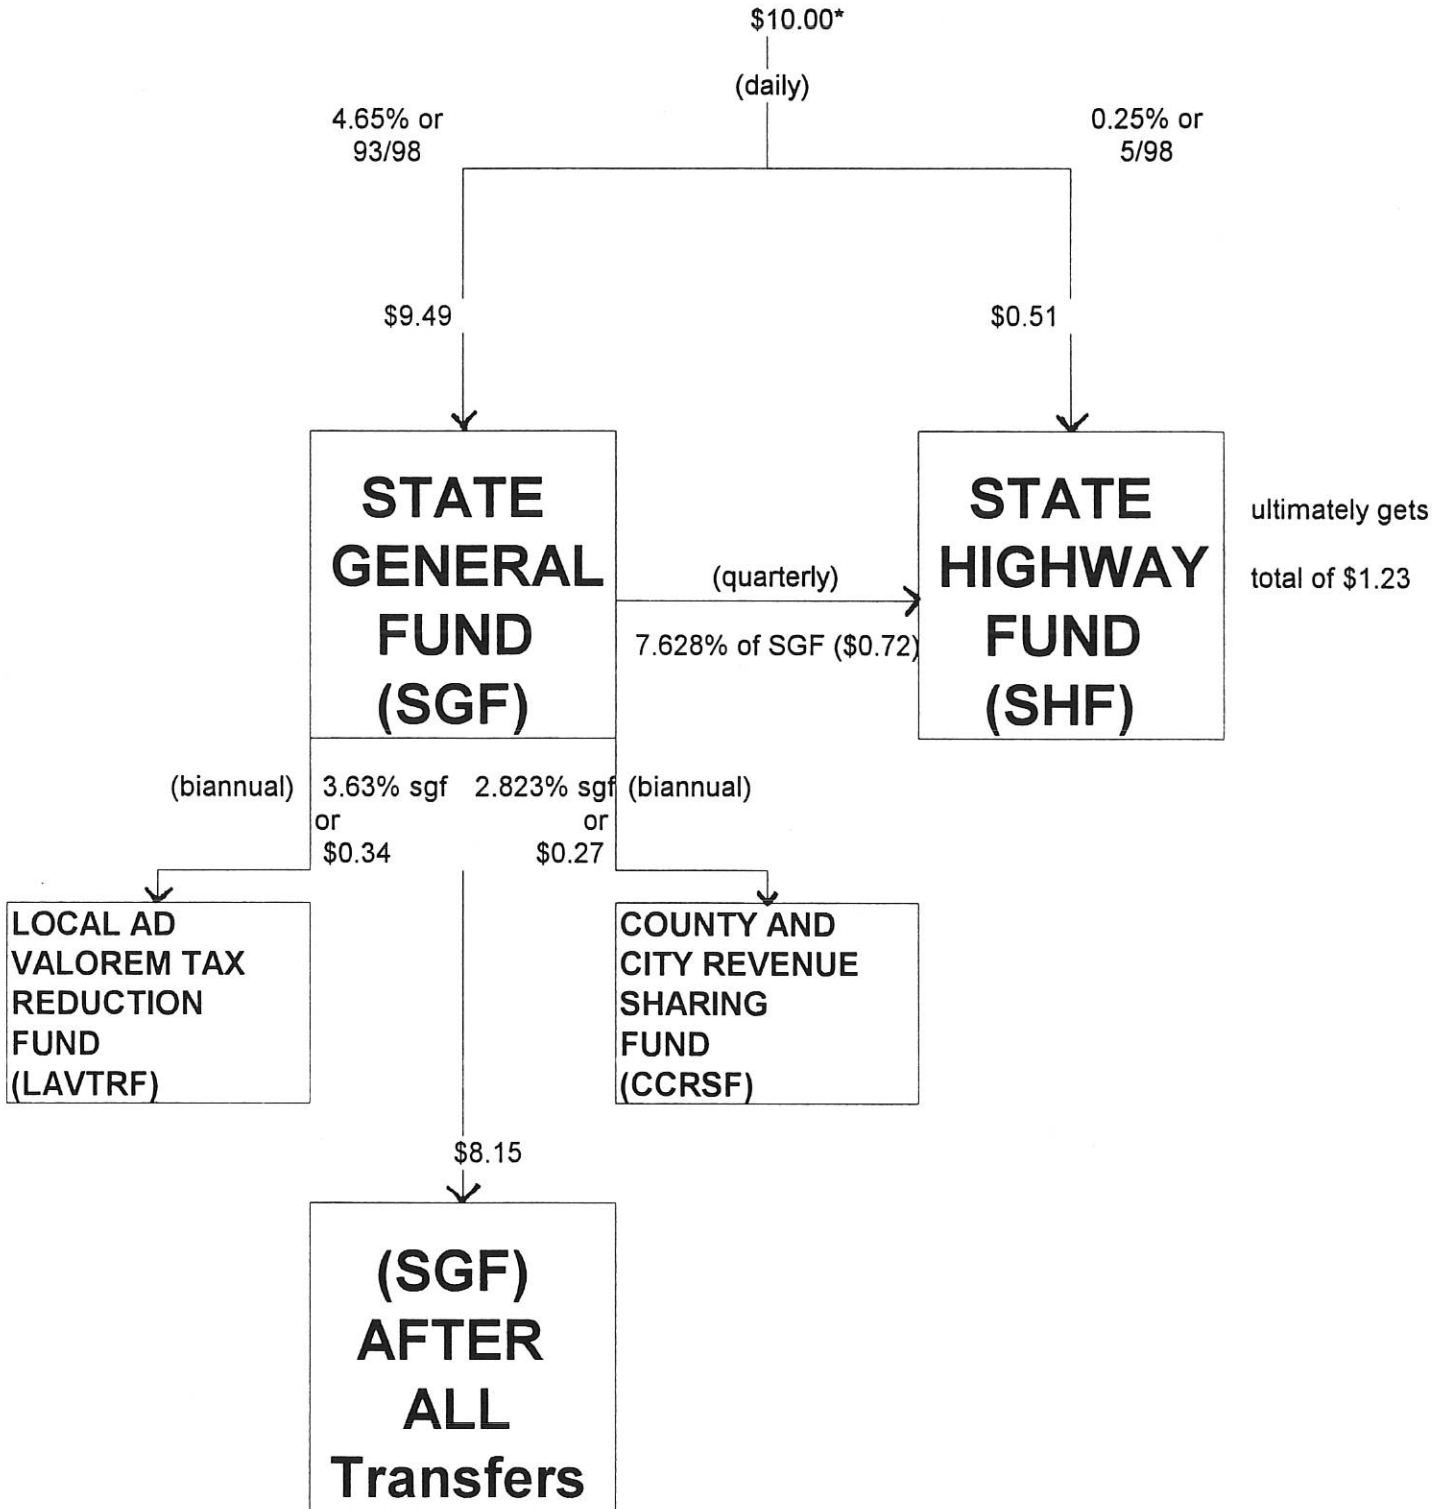 $10.00*
(daily)
4.65% or
93/98
0.25% or
5/98
$9.49
$0.51
STATE
GENERAL
FUND
(SGF)
(quarterly)
7.628% of SGF ($0.72)
STATE
HIGHWAY
FUND
(SHF)
ultimately gets
total of $1.23
(biannual)
3.63% sgf
or
$0.34
2.823% sgf
or
$0.27
(biannual)
LOCAL AD
VALOREM TAX
REDUCTION
FUND
(LAVTRF)
COUNTY AND
CITY REVENUE
SHARING
FUND
(CCRSF)
$8.15
(SGF)
AFTER
ALL
Transfers